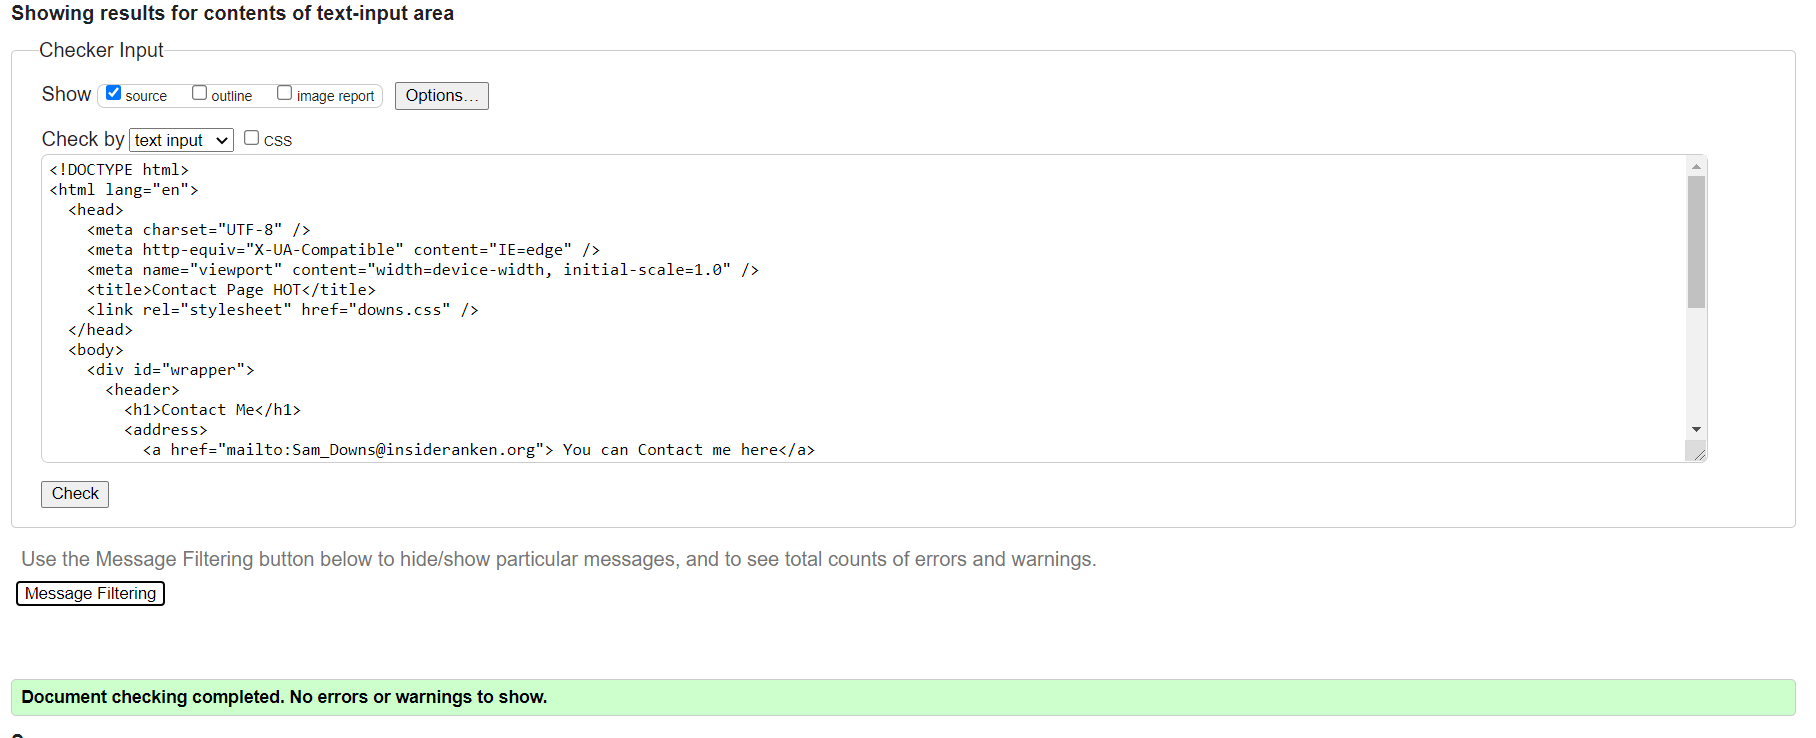 Showing results for contents of text-input area
Checker Input
Show source outline image report Options...
Check by text input CSS
<!DOCTYPE html>
<html lang="en">
  <head>
    <meta charset="UTF-8" />
    <meta http-equiv="X-UA-Compatible" content="IE=edge" />
    <meta name="viewport" content="width=device-width, initial-scale=1.0" />
    <title>Contact Page HOT</title>
    <link rel="stylesheet" href="downs.css" />
  </head>
  <body>
    <div id="wrapper">
      <header>
        <h1>Contact Me</h1>
        <address>
          <a href="mailto:Sam_Downs@insideranken.org"> You can Contact me here</a>
Check
Use the Message Filtering button below to hide/show particular messages, and to see total counts of errors and warnings.
Message Filtering
Document checking completed. No errors or warnings to show.